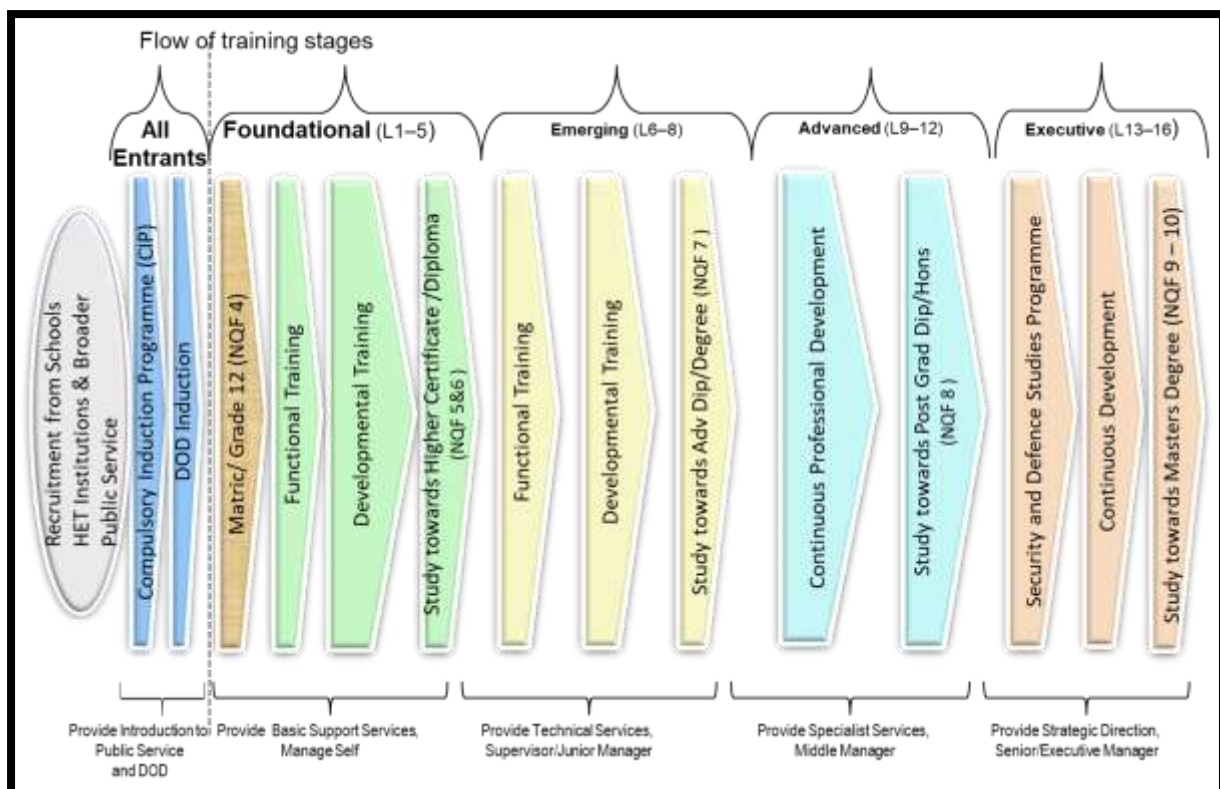 Flow of training stages
All
Entrants
Foundational (L1–5)
Emerging (L6–8)
Advanced (L9–12)
Executive (L13–16)
Recruitment from Schools
HET Institutions & Broader
Public Service
Compulsory Induction Programme (CIP)
DOD Induction
Matric/ Grade 12 (NQF 4)
Functional Training
Developmental Training
Study towards Higher Certificate /Diploma
(NQF 5&6)
Functional Training
Developmental Training
Study towards Adv Dip/Degree (NQF 7 )
Continuous Professional Development
Study towards Post Grad Dip/Hons
(NQF 8 )
Security and Defence Studies Programme
Continuous Development
Study towards Masters Degree (NQF 9 – 10)
Provide Introduction to
Public Service
and DOD
Provide Basic Support Services,
Manage Self
Provide Technical Services,
Supervisor/Junior Manager
Provide Specialist Services,
Middle Manager
Provide Strategic Direction,
Senior/Executive Manager